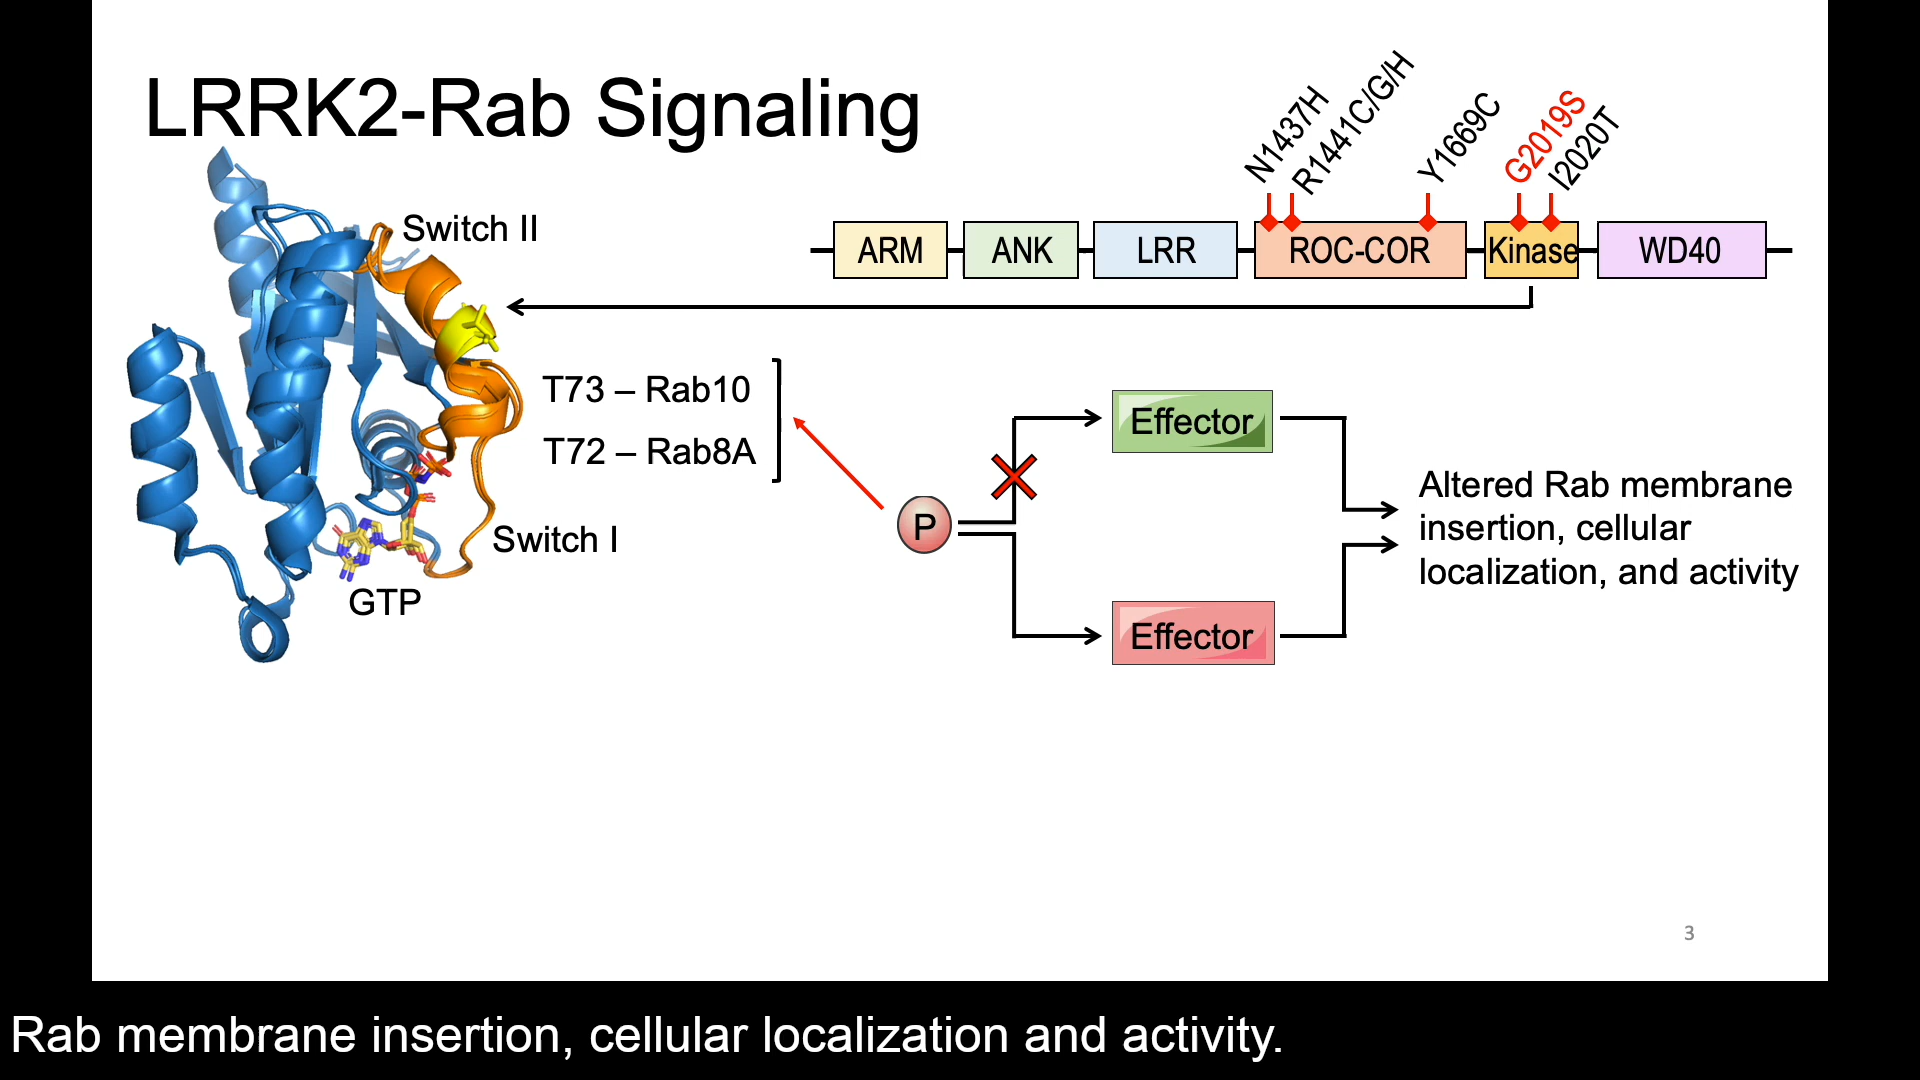 LRRK2-Rab Signaling
N1437H
R1441C/G/H
Y1669C
G2019S
I2020T
Switch II
ARM
ANK
LRR
ROC-COR
Kinase
WD40
T73 – Rab10
T72 – Rab8A
Effector
P
Altered Rab membrane
insertion, cellular
localization, and activity
Switch I
GTP
Effector
3
Rab membrane insertion, cellular localization and activity.